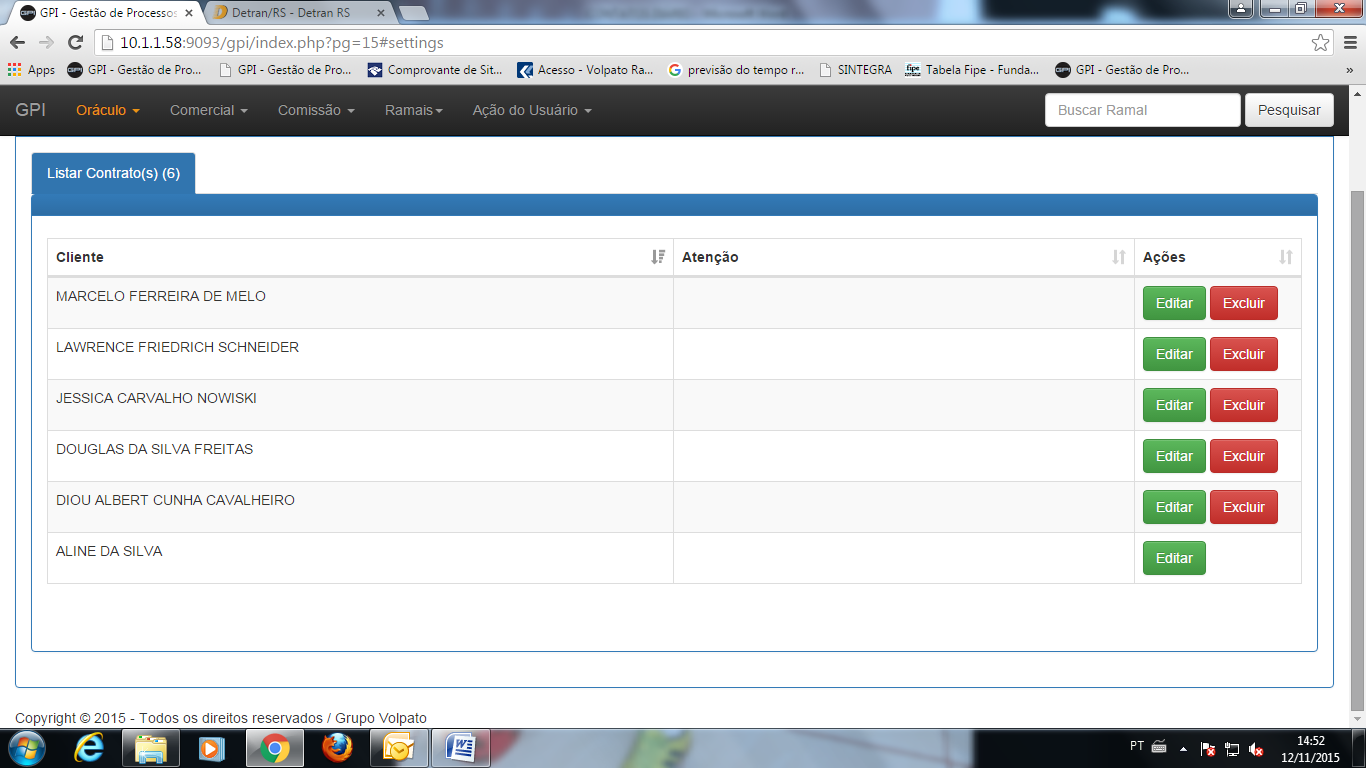 GPI - Gestão de Processos
Detran/RS - Detran RS
10.1.1.58:9093/gpi/index.php?pg=15#settings
Apps GPI - Gestão de Pro... GPI - Gestão de Pro... Comprovante de Sit... Acesso - Volpato Ra... previsão do tempo r... SINTEGRA Tabela Fipe - Funda... GPI - Gestão de Pro... »
GPI Oráculo Comercial Comissão Ramais Ação do Usuário Buscar Ramal Pesquisar
Listar Contrato(s) (6)
Cliente Atenção Ações
MARCELO FERREIRA DE MELO Editar Excluir
LAWRENCE FRIEDRICH SCHNEIDER Editar Excluir
JESSICA CARVALHO NOWISKI Editar Excluir
DOUGLAS DA SILVA FREITAS Editar Excluir
DIOU ALBERT CUNHA CAVALHEIRO Editar Excluir
ALINE DA SILVA Editar
Copyright © 2015 - Todos os direitos reservados / Grupo Volpato
PT
14:52
12/11/2015